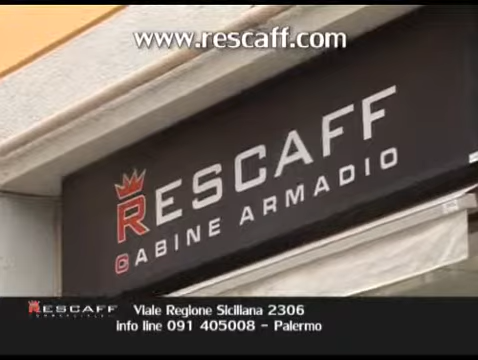 www.rescaff.com
RESCAFF
CABINE ARMADIO
RESCAFF
Viale Regione Siciliana 2306
info line 091 405008 - Palermo